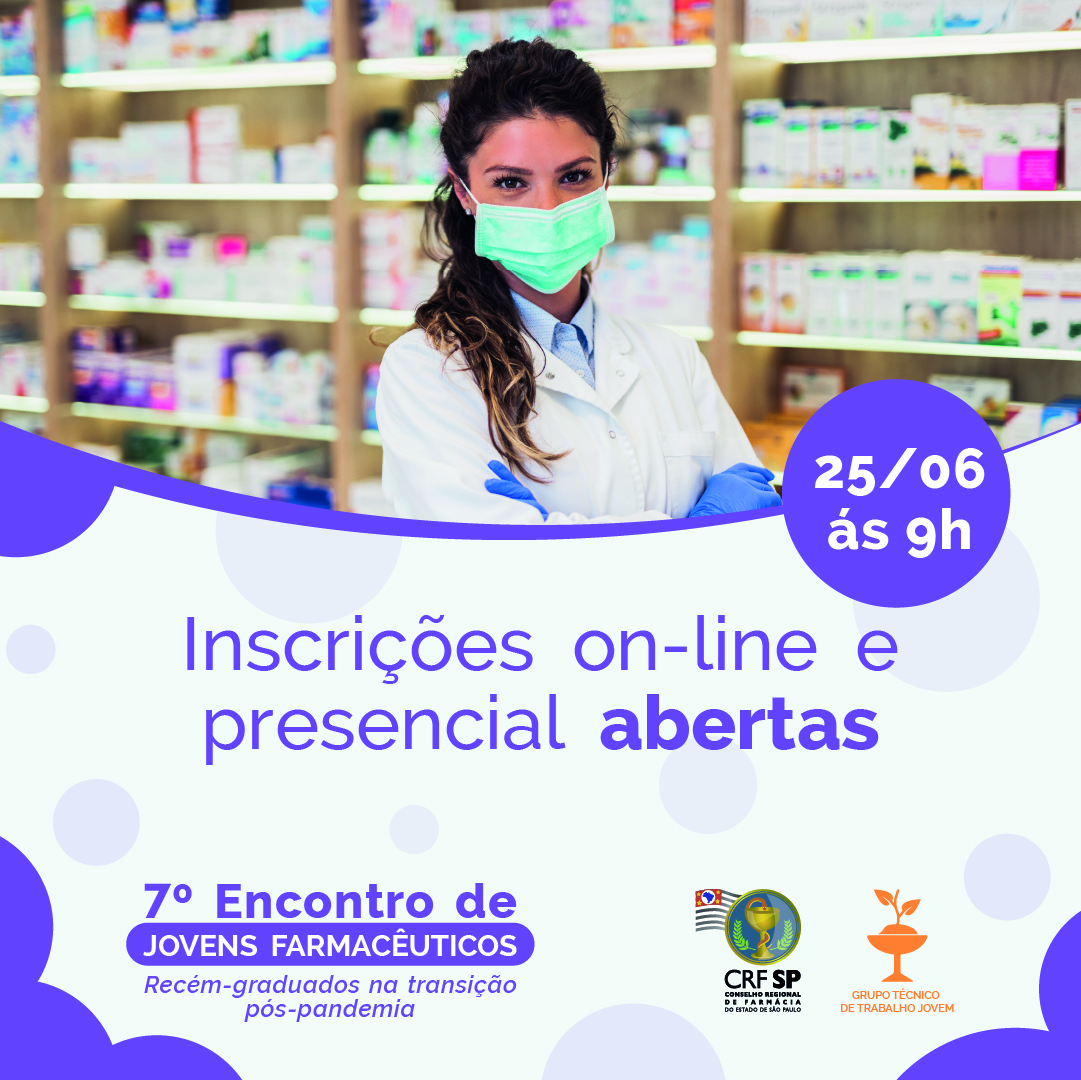 25/06
ás 9h
Inscrições on-line e
presencial abertas
7º Encontro de
JOVENS FARMACÊUTICOS
Recém-graduados na transição
pós-pandemia
CRF SP
CONSELHO REGIONAL
DE FARMÁCIA
DO ESTADO DE SÃO PAULO
GRUPO TÉCNICO
DE TRABALHO JOVEM